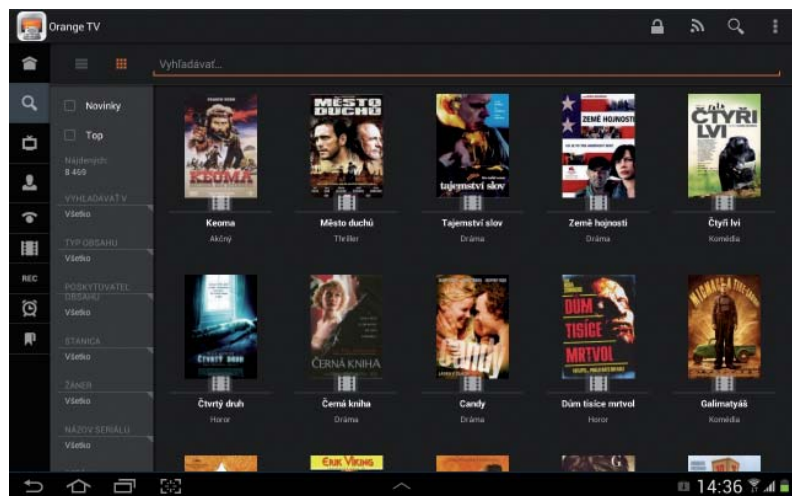 Orange TV
Vyhľadávať...
Novinky
Top
Nájdených:
8 469
VYHĽADÁVAŤ V
Všetko
TYP OBSAHU
Všetko
POSKYTOVATEĽ
OBSAHU
Všetko
STANICA
Všetko
ŽÁNER
Všetko
NÁZOV SERIÁLU
Všetko
REC
KEOMA
Keoma
Akčný
MĚSTO
DUCHŮ
Město duchů
Thriller
tajemství slov
Tajemství slov
Dráma
ZEMĚ HOJNOSTI
Země hojnosti
Dráma
ČTYŘI
LVI
Čtyři lvi
Komédia
ČTVRTÝ DRUH
Čtvrtý druh
Horor
ČERNÁ KNIHA
Černá kniha
Dráma
Candy
Candy
Dráma
DŮM
TISÍCE
MRTVOL
Dům tisíce mrtvol
Horor
Galimatyáš
Komédia
ERIK VIKING
14:36